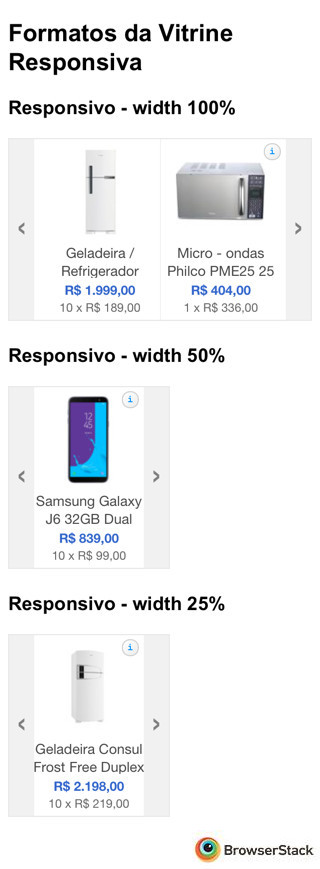 Formatos da Vitrine
Responsiva
Responsivo - width 100%
i
Geladeira /
Refrigerador
R$ 1.999,00
10 x R$ 189,00
Micro - ondas
Philco PME25 25
R$ 404,00
1 x R$ 336,00
Responsivo - width 50%
i
Samsung Galaxy
J6 32GB Dual
R$ 839,00
10 x R$ 99,00
Responsivo - width 25%
i
Geladeira Consul
Frost Free Duplex
R$ 2.198,00
10 x R$ 219,00
BrowserStack